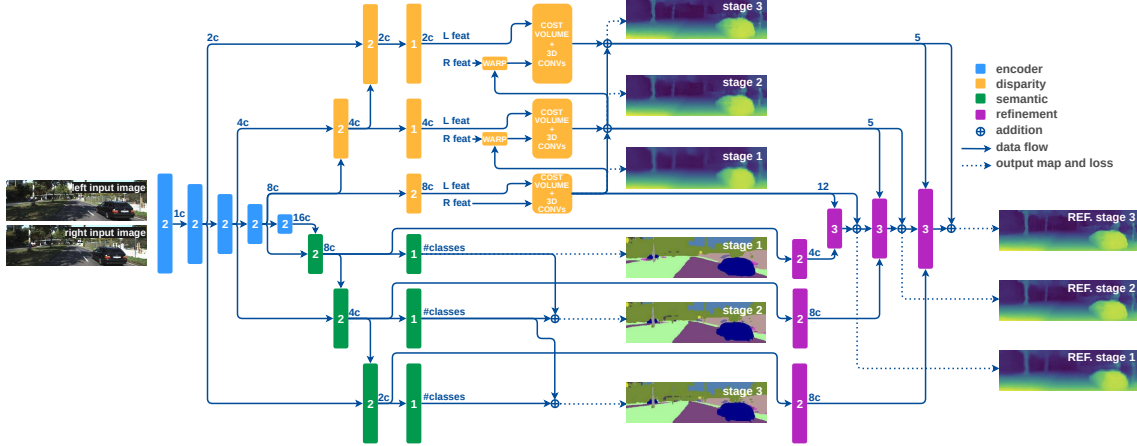 stage 3
2c
2
2c
1
2c
L feat
R feat
WARP
COST
VOLUME
+
3D
CONVs
5
stage 2
encoder
disparity
semantic
refinement
addition
data flow
output map and loss
4c
2
4c
1
4c
L feat
R feat
WARP
COST
VOLUME
+
3D
CONVs
5
stage 1
left input image
right input image
2
1c
2
2
2
2
8c
16c
2
8c
L feat
R feat
COST
VOLUME
+
3D
CONVs
12
3
3
3
REF. stage 3
2
8c
1
#classes
stage 1
2
4c
2
4c
1
#classes
stage 2
2
8c
REF. stage 2
2
2c
1
#classes
stage 3
2
8c
REF. stage 1